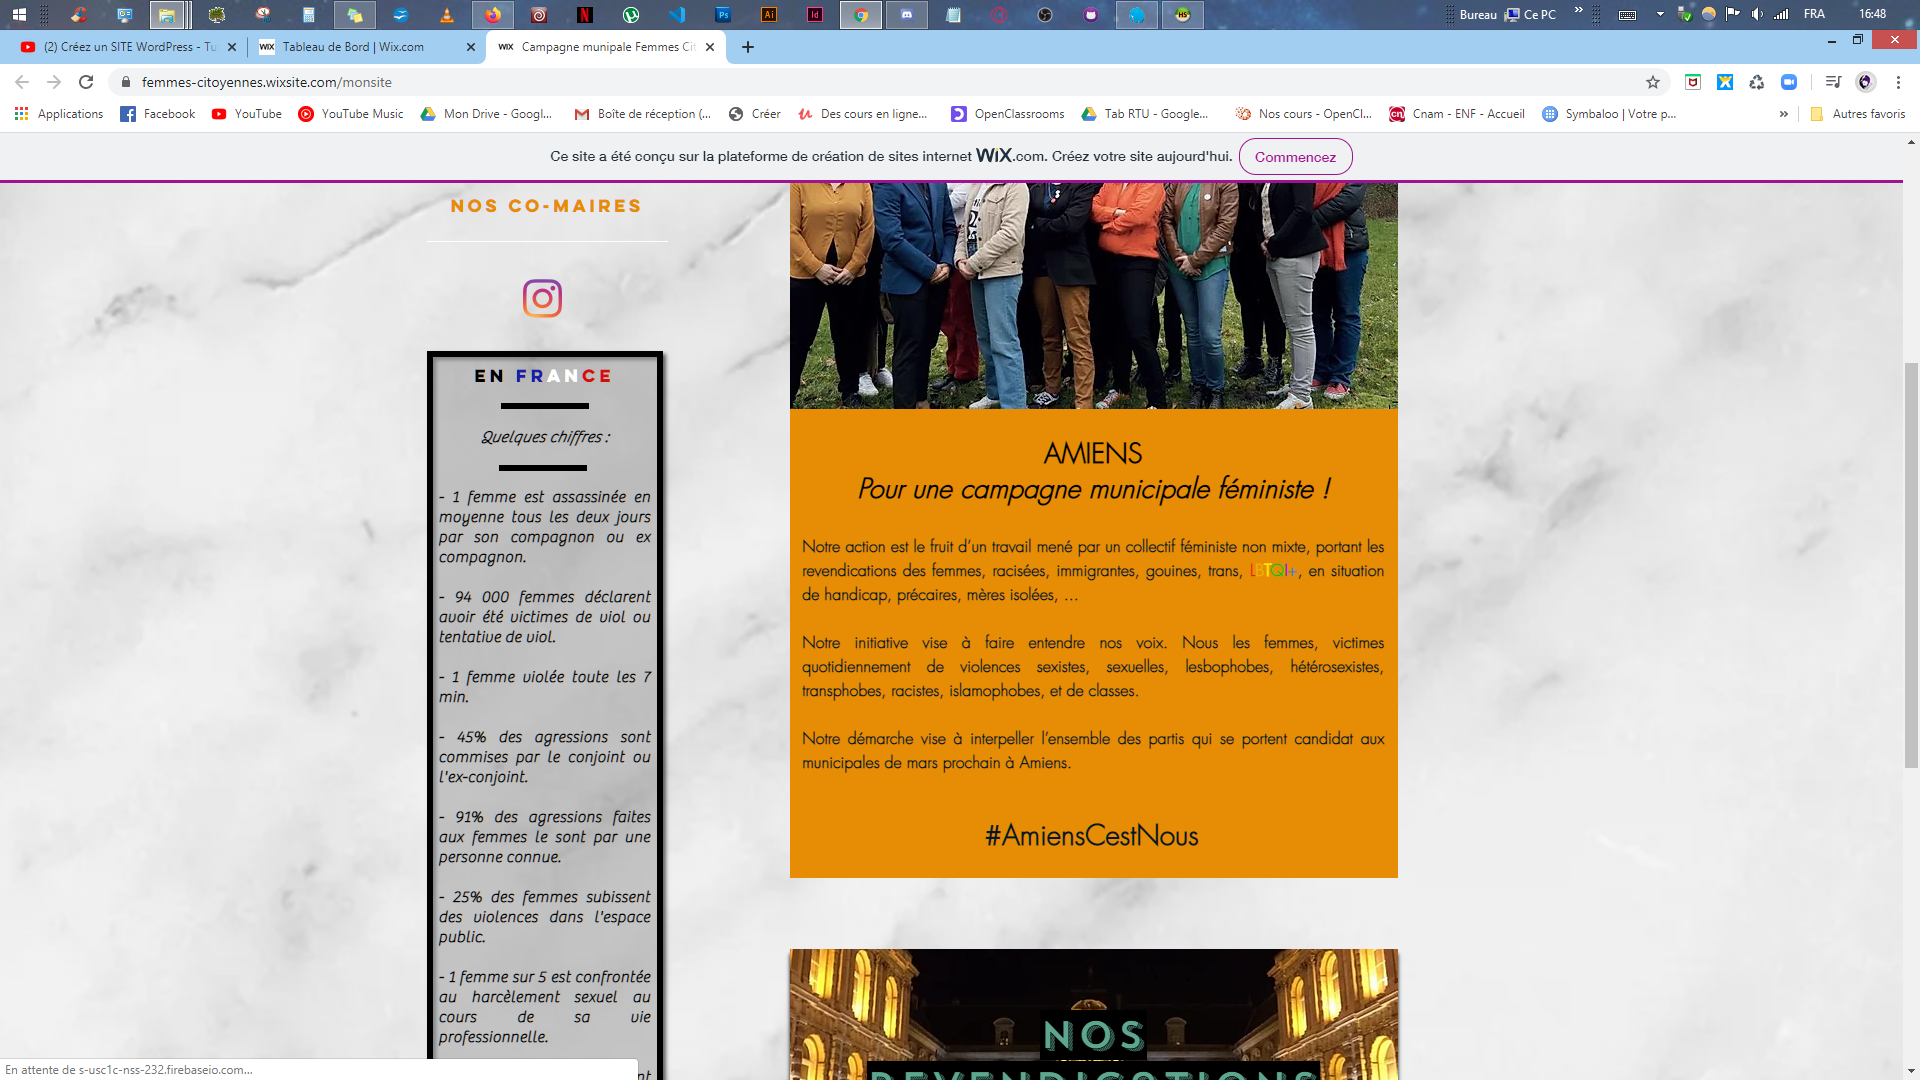 Bureau
Ce PC
FRA
16:48
(2) Créez un SITE WordPress - Tu
Tableau de Bord | Wix.com
Campagne munipale Femmes Cit
femmes-citoyennes.wixsite.com/monsite
Applications
Facebook
YouTube
YouTube Music
Mon Drive - Googl...
Boîte de réception (...
Créer
Des cours en ligne...
OpenClassrooms
Tab RTU - Google...
Nos cours - OpenCl...
Cnam - ENF - Accueil
Symbaloo | Votre p...
Autres favoris
Ce site a été conçu sur la plateforme de création de sites internet WiX.com. Créez votre site aujourd'hui.
Commencez
NOS CO-MAIRES
EN FRANCE
Quelques chiffres :
- 1 femme est assassinée en
moyenne tous les deux jours
par son compagnon ou ex
compagnon.
- 94 000 femmes déclarent
avoir été victimes de viol ou
tentative de viol.
- 1 femme violée toute les 7
min.
- 45% des agressions sont
commises par le conjoint ou
l'ex-conjoint.
- 91% des agressions faites
aux femmes le sont par une
personne connue.
- 25% des femmes subissent
des violences dans l'espace
public.
- 1 femme sur 5 est confrontée
au harcèlement sexuel au
cours de sa vie
professionnelle.
AMIENS
Pour une campagne municipale féministe !
Notre action est le fruit d’un travail mené par un collectif féministe non mixte, portant les
revendications des femmes, racisées, immigrantes, gouines, trans, LBTQI+, en situation
de handicap, précaires, mères isolées, …
Notre initiative vise à faire entendre nos voix. Nous les femmes, victimes
quotidiennement de violences sexistes, sexuelles, lesbophobes, hétérosexistes,
transphobes, racistes, islamophobes, et de classes.
Notre démarche vise à interpeller l’ensemble des partis qui se portent candidat aux
municipales de mars prochain à Amiens.
#AmiensCestNous
NOS
REVENDICATIONS
En attente de s-usc1c-nss-232.firebaseio.com...